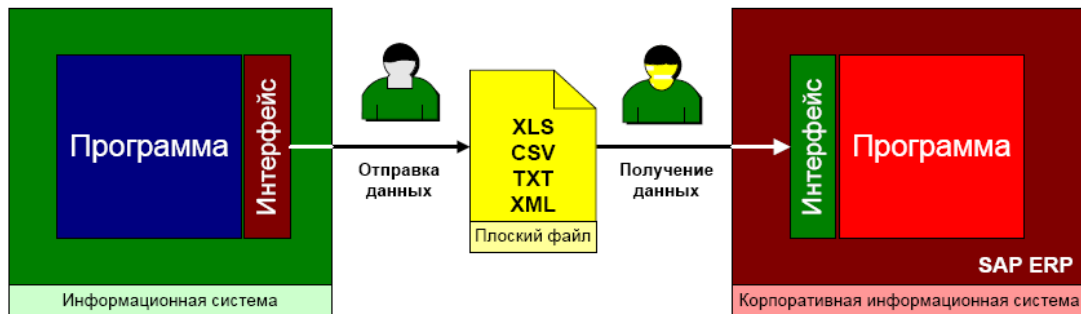 Программа
Интерфейс
Информационная система
Отправка
данных
XLS
CSV
TXT
XML
Плоский файл
Получение
данных
Интерфейс
Программа
SAP ERP
Корпоративная информационная система